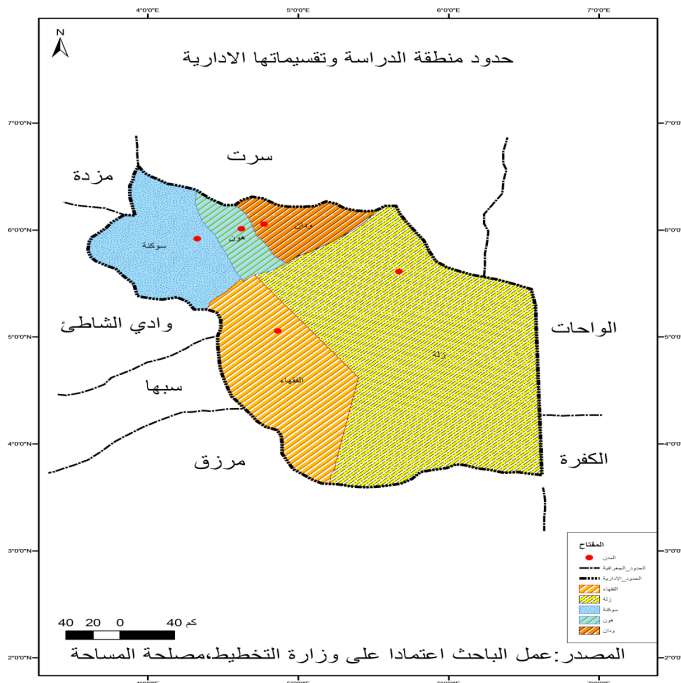 4°0'0"E 5°0'0"E 6°0'0"E 7°0'0"E
N
حدود منطقة الدراسة وتقسيماتها الادارية
7°0'0"N
سرت
مزدة
6°0'0"N
ودان
هون
سوكنة
وادي الشاطئ
الواحات
5°0'0"N
زلة
سبها
الفقهاء
4°0'0"N
مرزق
الكفرة
3°0'0"N
المفتاح
المدن
الحدود_الجغرافية
الحدود_الادارية
الفقهاء
زلة
سوكنة
هون
ودان
40 20 0 40 كم
المصدر:عمل الباحث اعتمادا على وزارة التخطيط،مصلحة المساحة
2°0'0"N